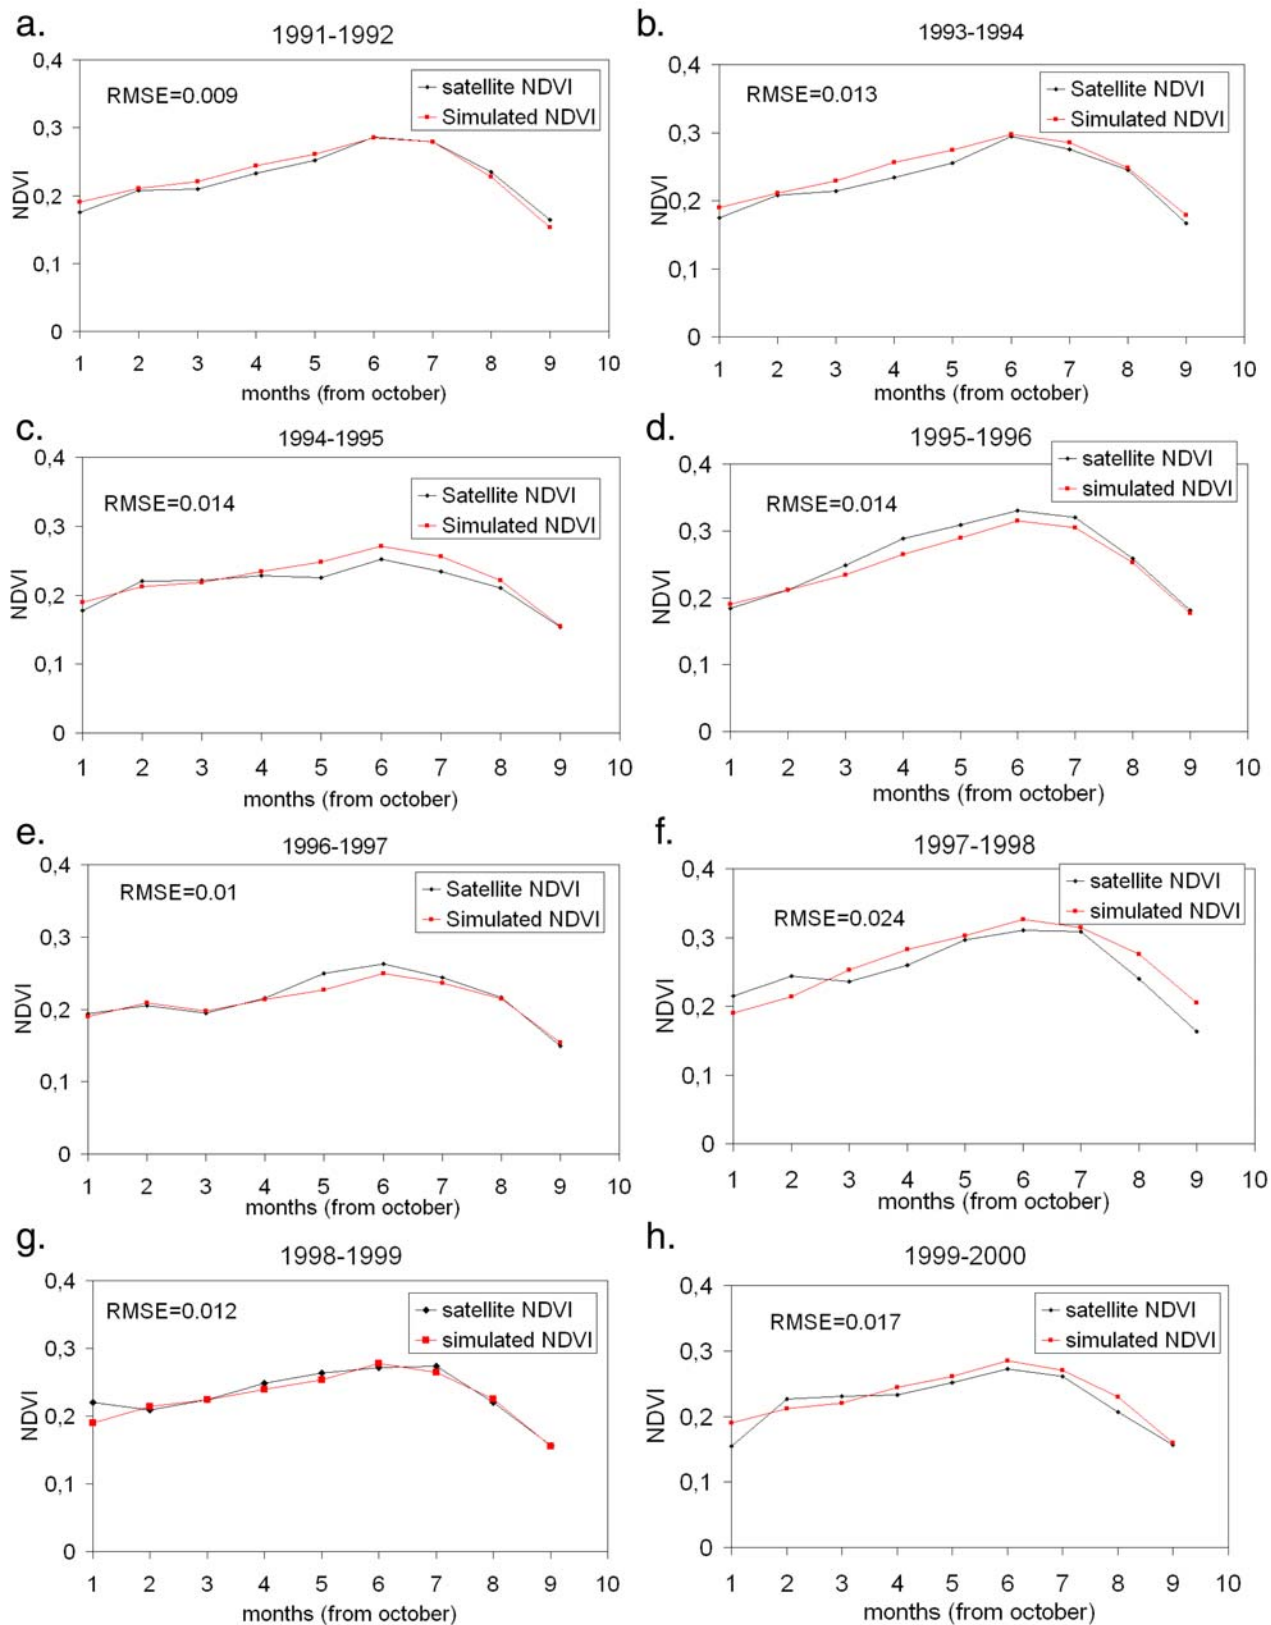 a.
1991-1992
RMSE=0.009
satellite NDVI
Simulated NDVI
0,4
0,3
0,2
0,1
0
NDVI
1 2 3 4 5 6 7 8 9 10
months (from october)
b.
1993-1994
RMSE=0.013
satellite NDVI
Simulated NDVI
0,4
0,3
0,2
0,1
0
NDVI
1 2 3 4 5 6 7 8 9 10
months (from october)
c.
1994-1995
RMSE=0.014
Satellite NDVI
Simulated NDVI
0,4
0,3
0,2
0,1
0
NDVI
1 2 3 4 5 6 7 8 9 10
months (from october)
d.
1995-1996
RMSE=0.014
satellite NDVI
simulated NDVI
0,4
0,3
0,2
0,1
0
NDVI
1 2 3 4 5 6 7 8 9 10
months (from october)
e.
1996-1997
RMSE=0.01
Satellite NDVI
Simulated NDVI
0,4
0,3
0,2
0,1
0
NDVI
1 2 3 4 5 6 7 8 9 10
months (from october)
f.
1997-1998
RMSE=0.024
satellite NDVI
simulated NDVI
0,4
0,3
0,2
0,1
0
NDVI
1 2 3 4 5 6 7 8 9 10
months (from october)
g.
1998-1999
RMSE=0.012
satellite NDVI
simulated NDVI
0,4
0,3
0,2
0,1
0
NDVI
1 2 3 4 5 6 7 8 9 10
months (from october)
h.
1999-2000
RMSE=0.017
satellite NDVI
simulated NDVI
0,4
0,3
0,2
0,1
0
NDVI
1 2 3 4 5 6 7 8 9 10
months (from october)